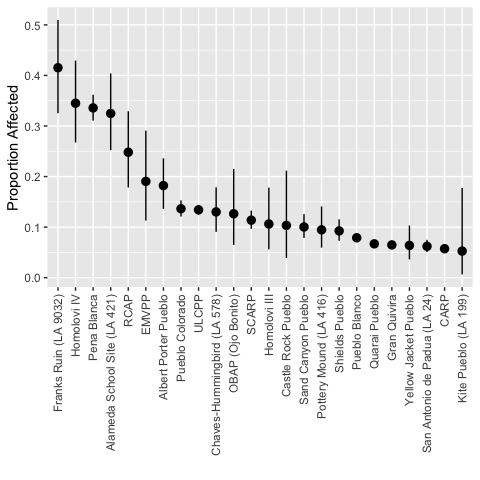 Proportion Affected
0.5
0.4
0.3
0.2
0.1
0.0
Franks Ruin (LA 9032)
Homolovi IV
Pena Blanca
Alameda School Site (LA 421)
RCAP
EMVPP
Albert Porter Pueblo
Pueblo Colorado
ULCPP
Chaves-Hummingbird (LA 578)
OBAP (Ojo Bonito)
SCARP
Homolovi III
Castle Rock Pueblo
Sand Canyon Pueblo
Pottery Mound (LA 416)
Shields Pueblo
Pueblo Blanco
Quarai Pueblo
Gran Quivira
Yellow Jacket Pueblo
San Antonio de Padua (LA 24)
CARP
Kite Pueblo (LA 199)